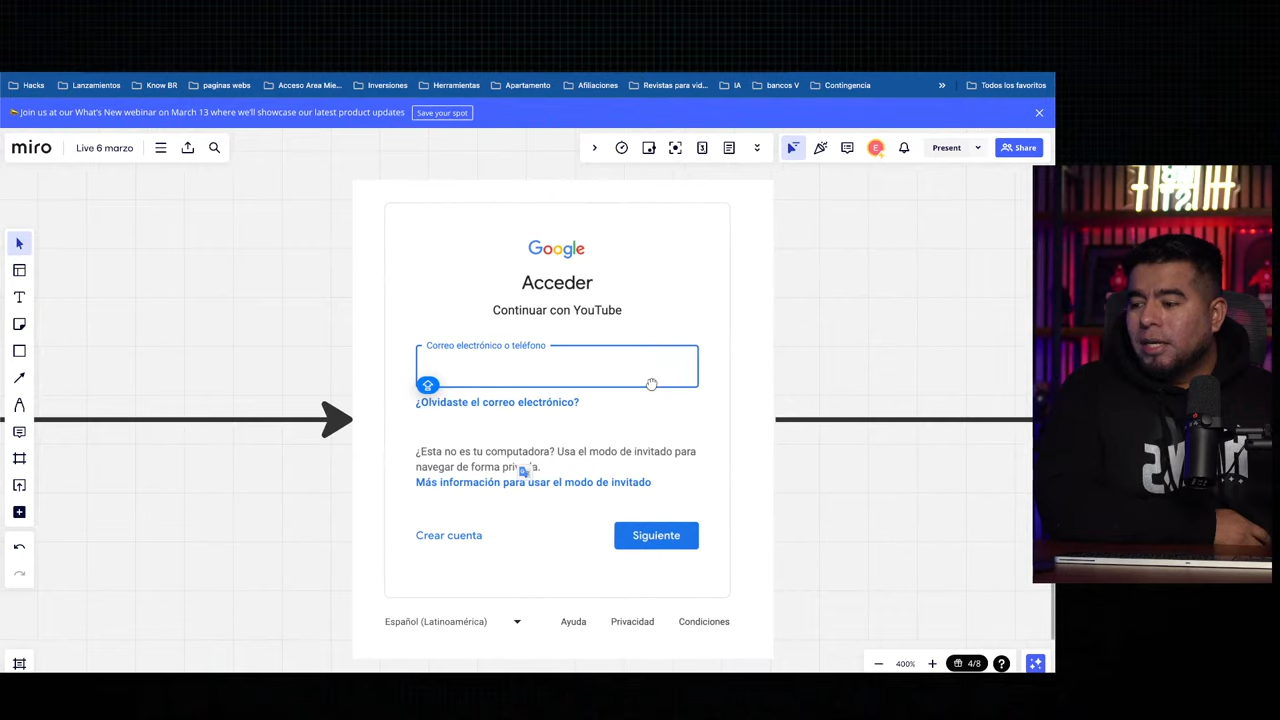 Hacks Lanzamientos Know BR paginas webs Acceso Area Mie... Inversiones Herramientas Apartamento Afiliaciones Revistas para vid... IA bancos V Contingencia » Todos los favoritos
Join us at our What's New webinar on March 13 where we'll showcase our latest product updates Save your spot
miro Live 6 marzo 3 E Present Share
Google
Acceder
Continuar con YouTube
Correo electrónico o teléfono
¿Olvidaste el correo electrónico?
¿Esta no es tu computadora? Usa el modo de invitado para
navegar de forma
Más información para usar el modo de invitado
Crear cuenta Siguiente
Español (Latinoamérica) Ayuda Privacidad Condiciones
400% 4/8 ?